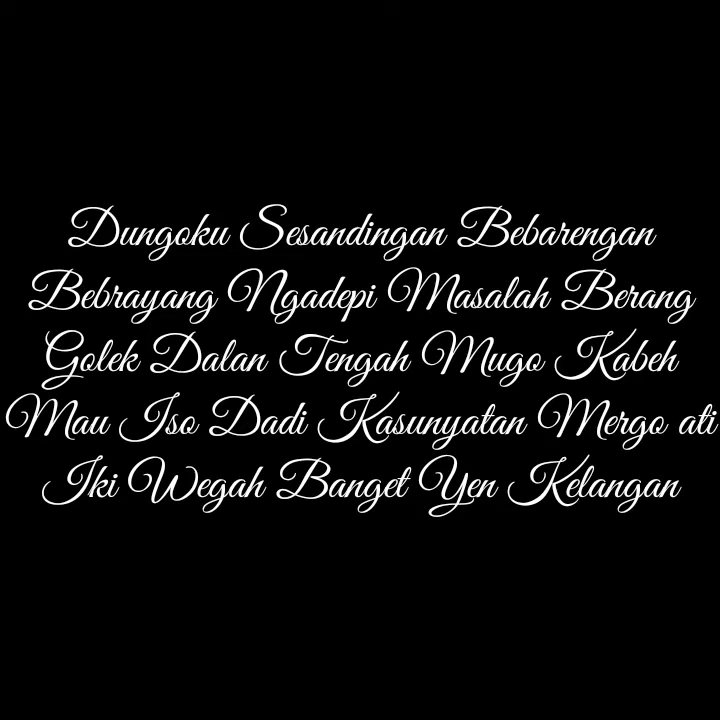 Dungoku Sesandingan Bebarengan
Bebrayang Ngadepi Masalah Berang
Golek Dalan Tengah Mugo Kabeh
Mau Iso Dadi Kasunyatan Mergo ati
Iki Wegah Banget Yen Kelangan